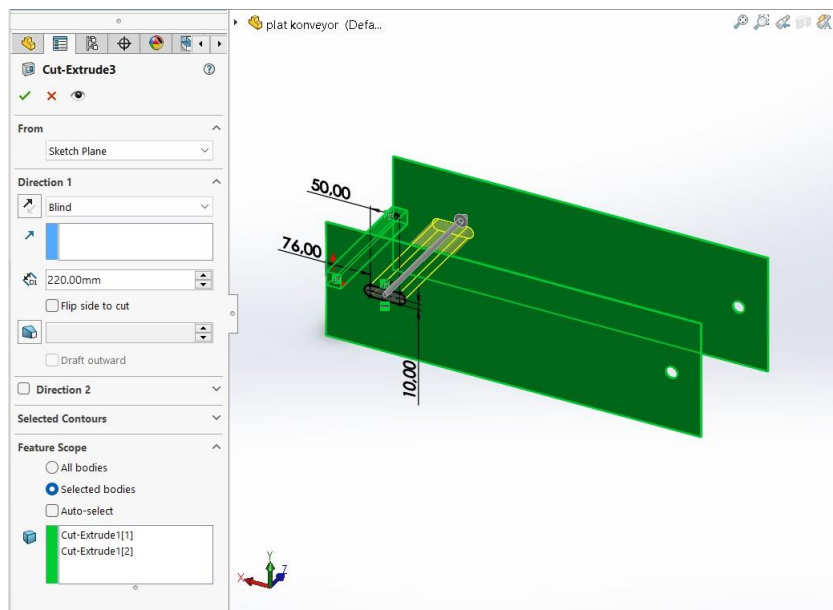 plat konveyor (Defa...
Cut-Extrude3
From
Sketch Plane
Direction 1
Blind
D1
220.00mm
Flip side to cut
Draft outward
Direction 2
Selected Contours
Feature Scope
All bodies
Selected bodies
Auto-select
Cut-Extrude1[1]
Cut-Extrude1[2]
50,00
76,00
10,00
Y
X
Z